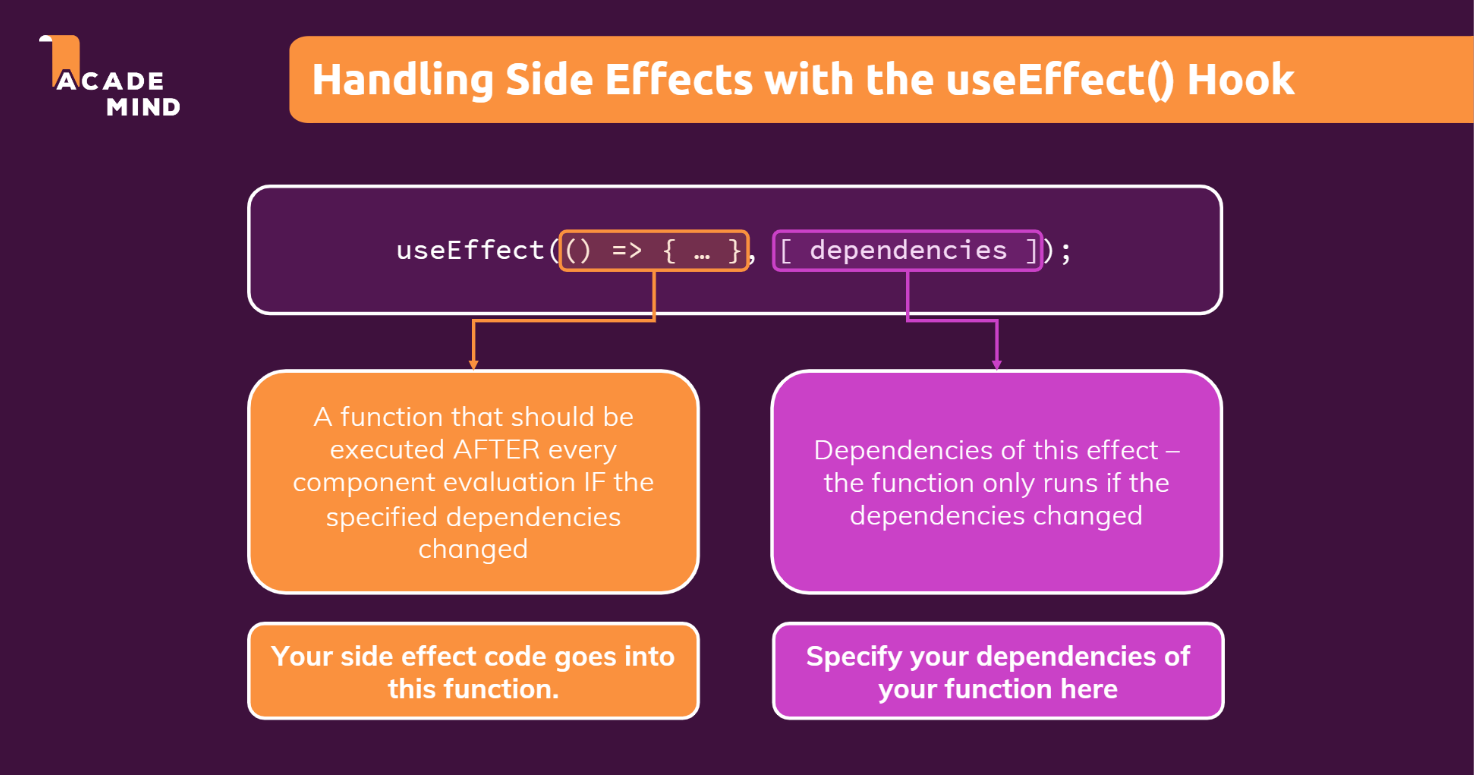 ACADE
MIND
Handling Side Effects with the useEffect() Hook
useEffect(() => { … }, [ dependencies ]);
A function that should be
executed AFTER every
component evaluation IF the
specified dependencies
changed
Dependencies of this effect –
the function only runs if the
dependencies changed
Your side effect code goes into
this function.
Specify your dependencies of
your function here